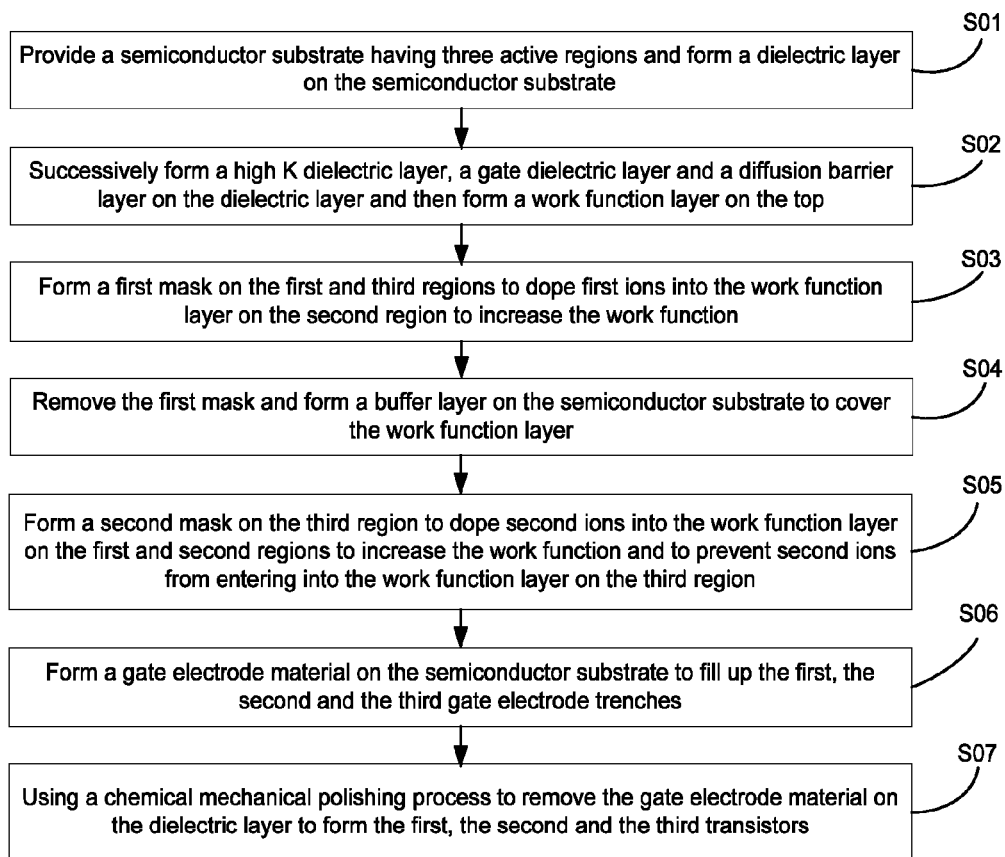 S01
Provide a semiconductor substrate having three active regions and form a dielectric layer
on the semiconductor substrate
S02
Successively form a high K dielectric layer, a gate dielectric layer and a diffusion barrier
layer on the dielectric layer and then form a work function layer on the top
S03
Form a first mask on the first and third regions to dope first ions into the work function
layer on the second region to increase the work function
S04
Remove the first mask and form a buffer layer on the semiconductor substrate to cover
the work function layer
S05
Form a second mask on the third region to dope second ions into the work function layer
on the first and second regions to increase the work function and to prevent second ions
from entering into the work function layer on the third region
S06
Form a gate electrode material on the semiconductor substrate to fill up the first, the
second and the third gate electrode trenches
S07
Using a chemical mechanical polishing process to remove the gate electrode material on
the dielectric layer to form the first, the second and the third transistors